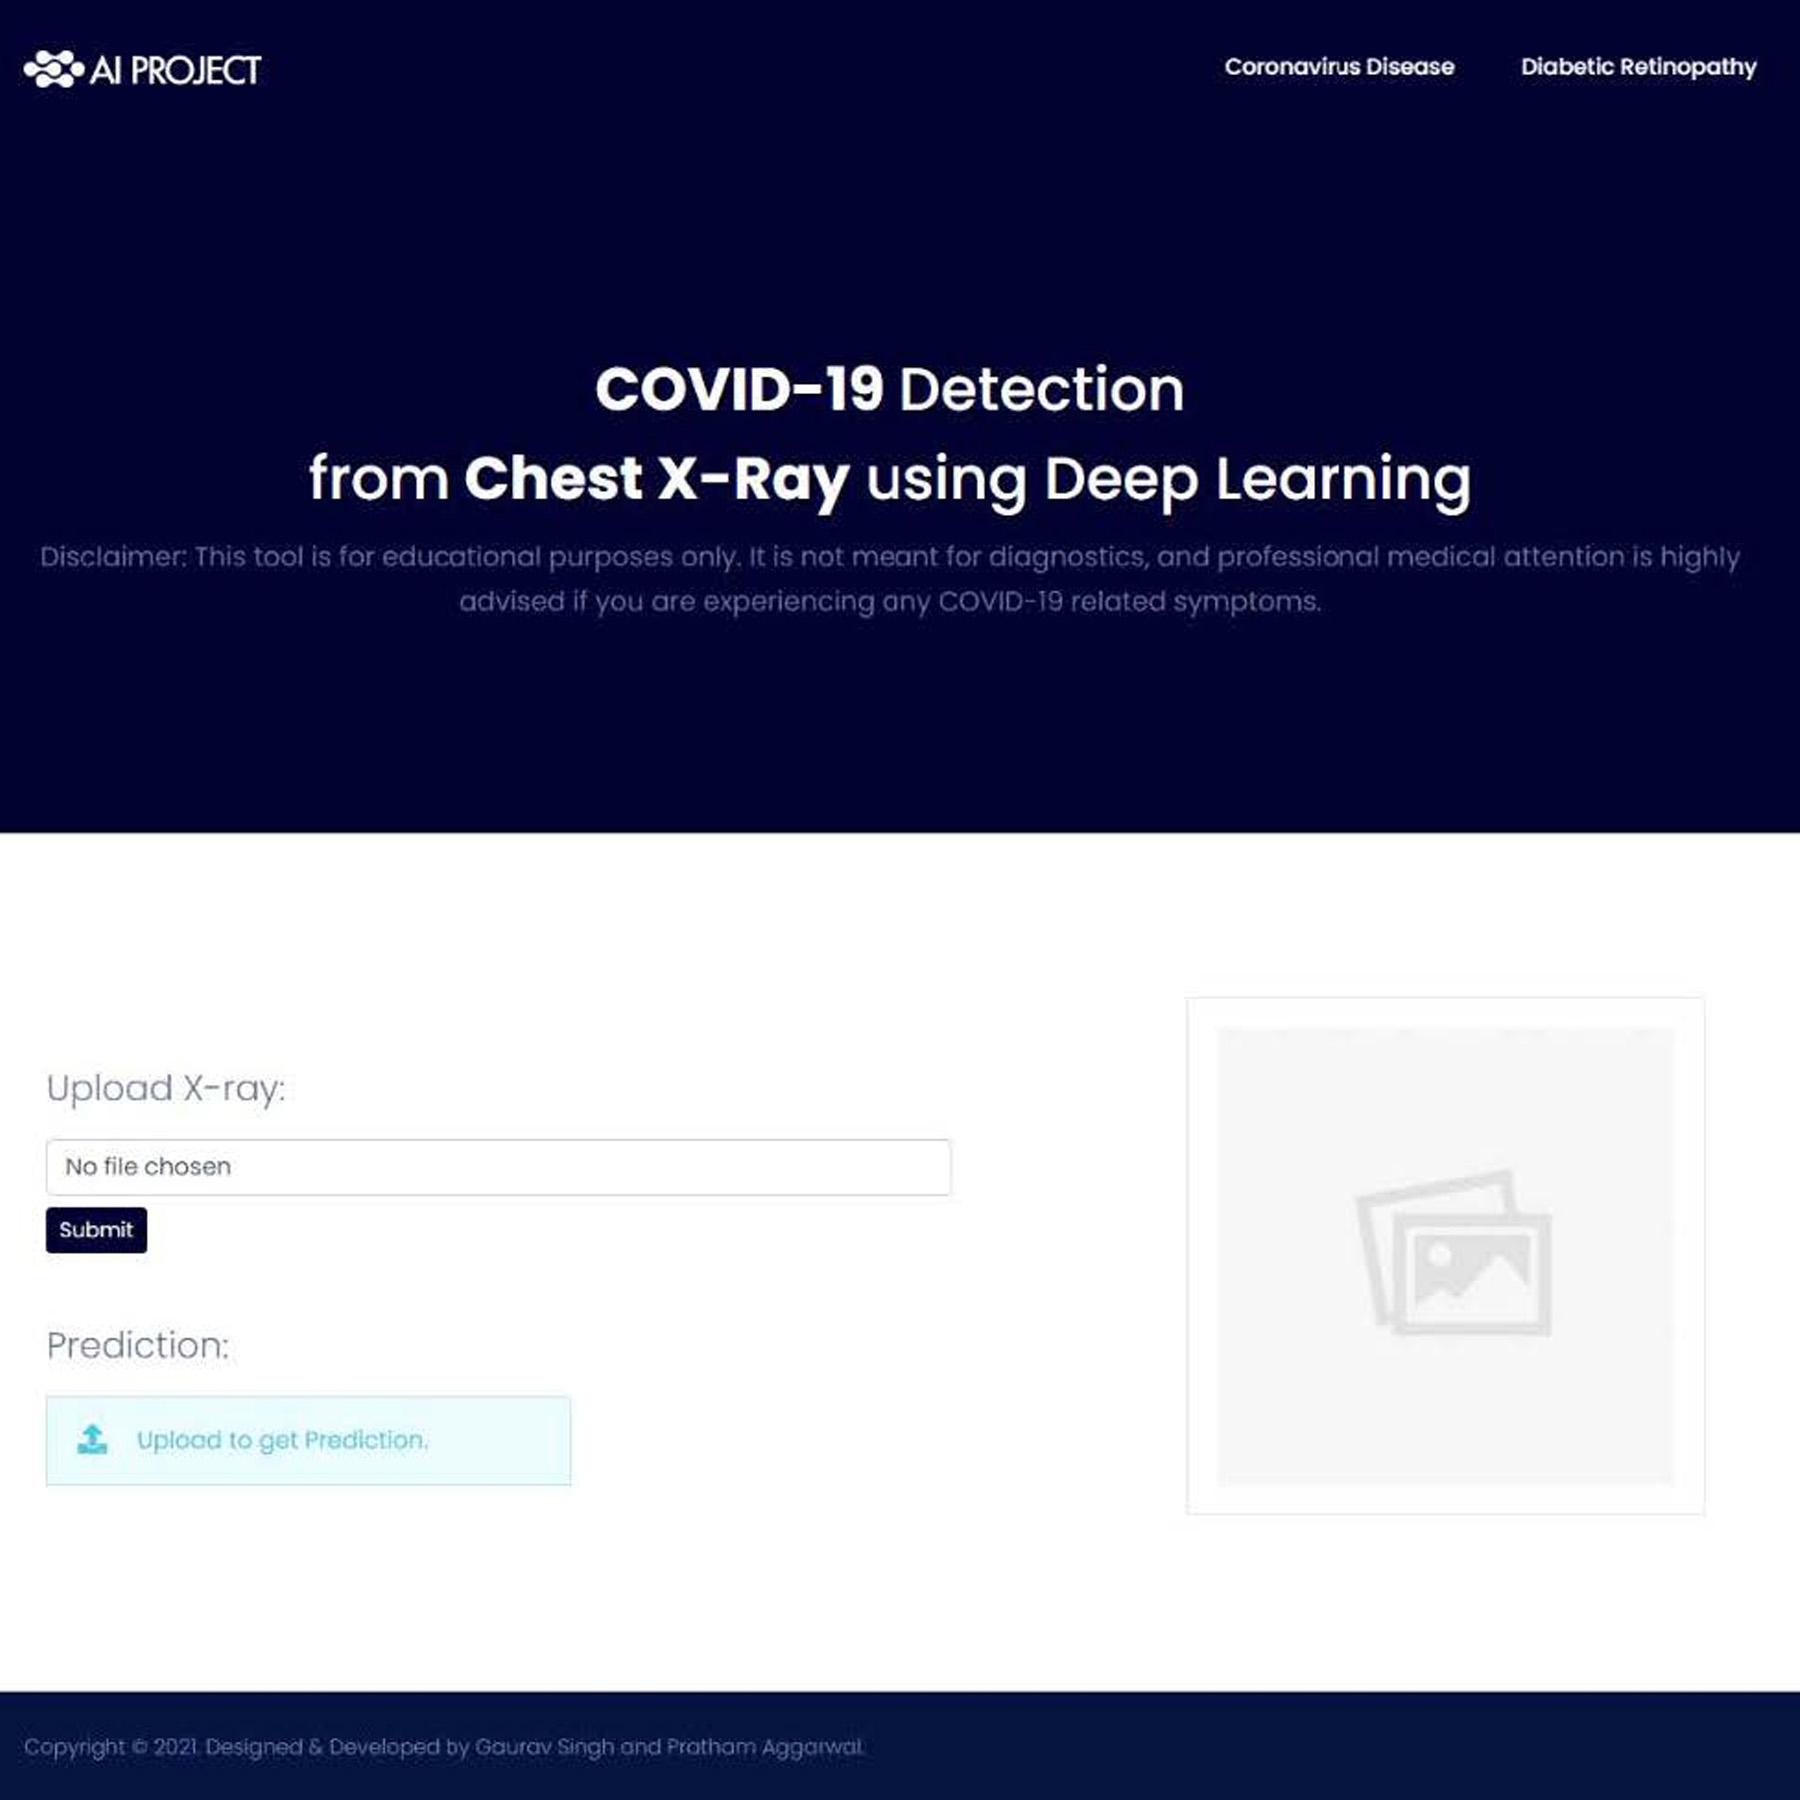 AI PROJECT
Coronavirus Disease
Diabetic Retinopathy
COVID-19 Detection
from Chest X-Ray using Deep Learning
Disclaimer: This tool is for educational purposes only. It is not meant for diagnostics, and professional medical attention is highly
advised if you are experiencing any COVID-19 related symptoms.
Upload X-ray:
No file chosen
Submit
Prediction:
Upload to get Prediction.
Copyright © 2021. Designed & Developed by Gaurav Singh and Pratham Aggarwal.